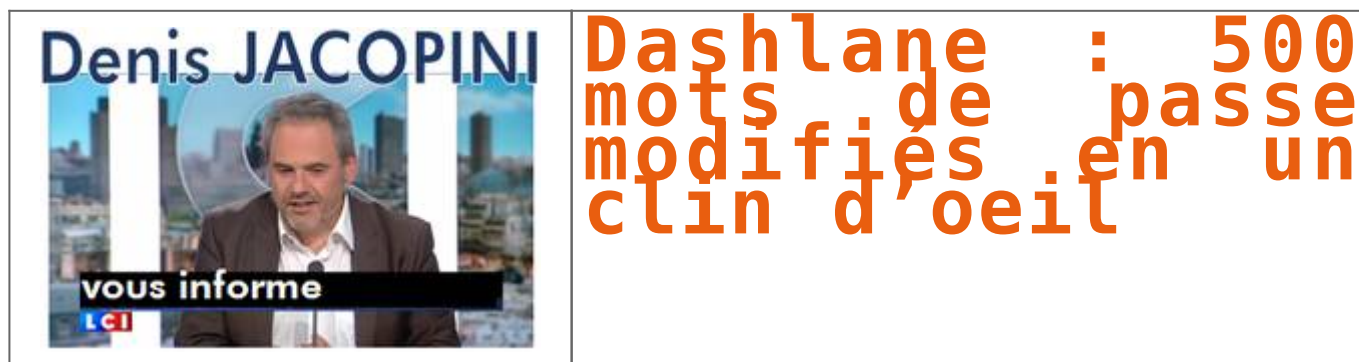 Denis JACOPINI
vous informe
LCI
Dashlane : 500
mots de passe
modifiés en un
clin d’oeil